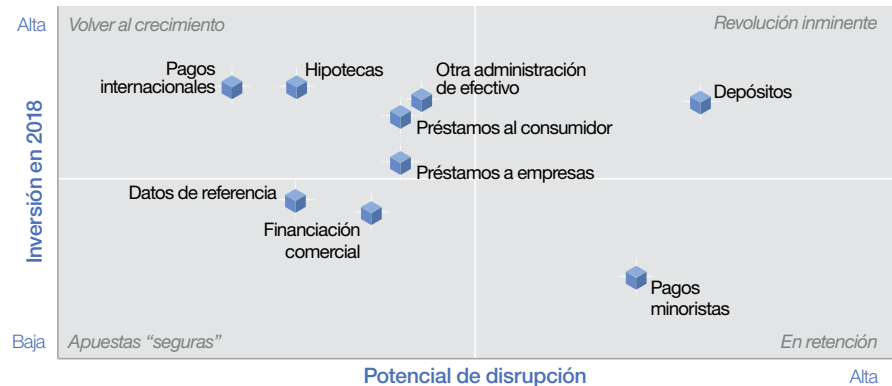 Alta
Volver al crecimiento
Revolución inminente
Pagos
internacionales
Hipotecas
Otra administración
de efectivo
Depósitos
Préstamos al consumidor
Préstamos a empresas
Datos de referencia
Financiación
comercial
Pagos
minoristas
Inversión en 2018
Baja
Apuestas “seguras”
En retención
Potencial de disrupción
Alta